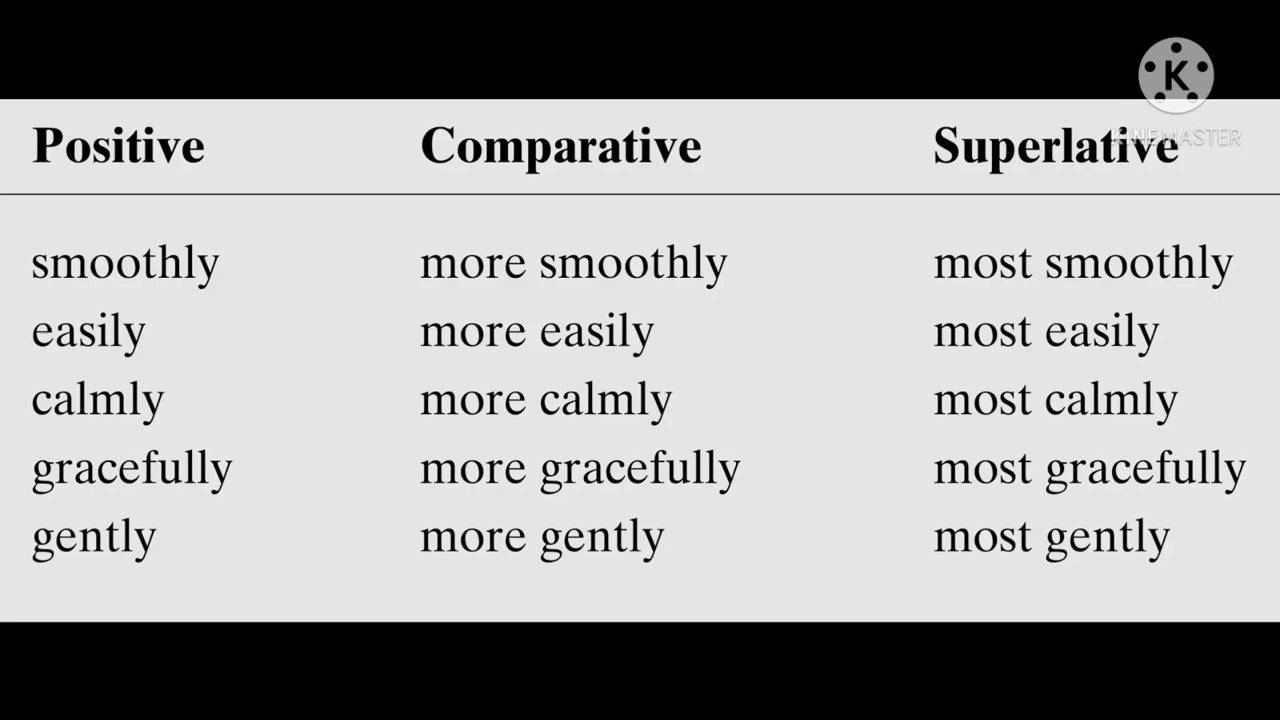 K
KINEMASTER
Positive Comparative Superlative
smoothly more smoothly most smoothly
easily more easily most easily
calmly more calmly most calmly
gracefully more gracefully most gracefully
gently more gently most gently